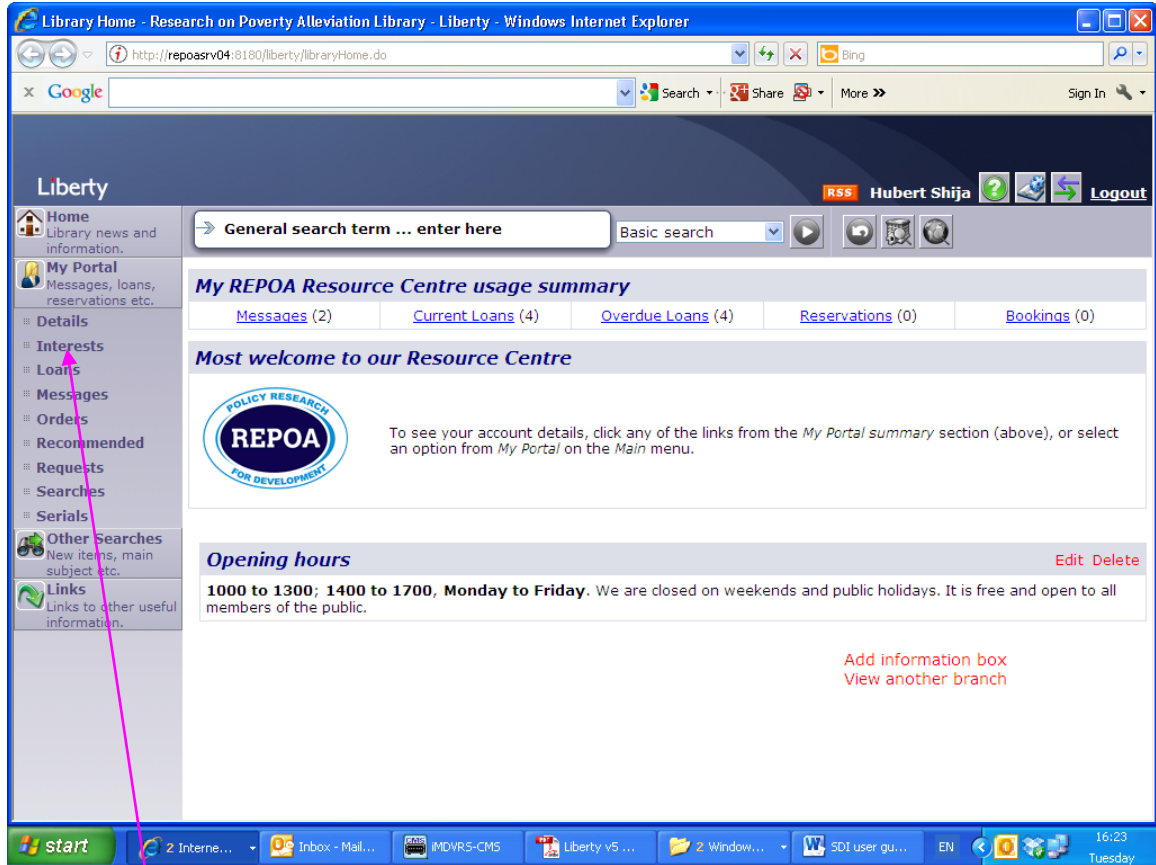 Library Home - Research on Poverty Alleviation Library - Liberty - Windows Internet Explorer
http://repoasrv04:8180/liberty/libraryHome.do
Bing
x Google
Search
Share
More »
Sign In
Liberty
RSS Hubert Shija ? Logout
Home
Library news and
information.
General search term ... enter here
Basic search
My Portal
Messages, loans,
reservations etc.
Details
Interests
Loans
Messages
Orders
Recommended
Requests
Searches
Serials
Other Searches
New items, main
subject etc.
Links
Links to other useful
information.
My REPOA Resource Centre usage summary
Messages (2) Current Loans (4) Overdue Loans (4) Reservations (0) Bookings (0)
Most welcome to our Resource Centre
POLICY RESEARCH
REPOA
FOR DEVELOPMENT
To see your account details, click any of the links from the My Portal summary section (above), or select
an option from My Portal on the Main menu.
Opening hours
Edit Delete
1000 to 1300; 1400 to 1700, Monday to Friday. We are closed on weekends and public holidays. It is free and open to all
members of the public.
Add information box
View another branch
start
2 Interne...
Inbox - Mail...
iMDVRS-CMS
Liberty v5 ...
2 Window...
SDI user gu...
EN
16:23
Tuesday